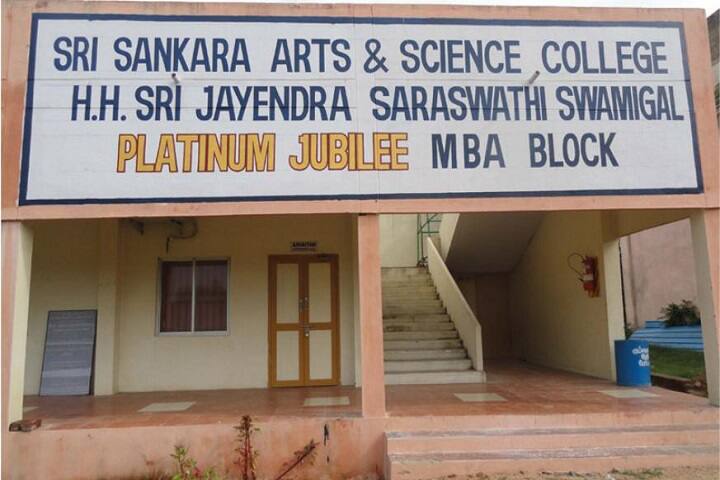 SRI SANKARA ARTS & SCIENCE COLLEGE
H.H. SRI JAYENDRA SARASWATHI SWAMIGAL
PLATINUM JUBILEE MBA BLOCK